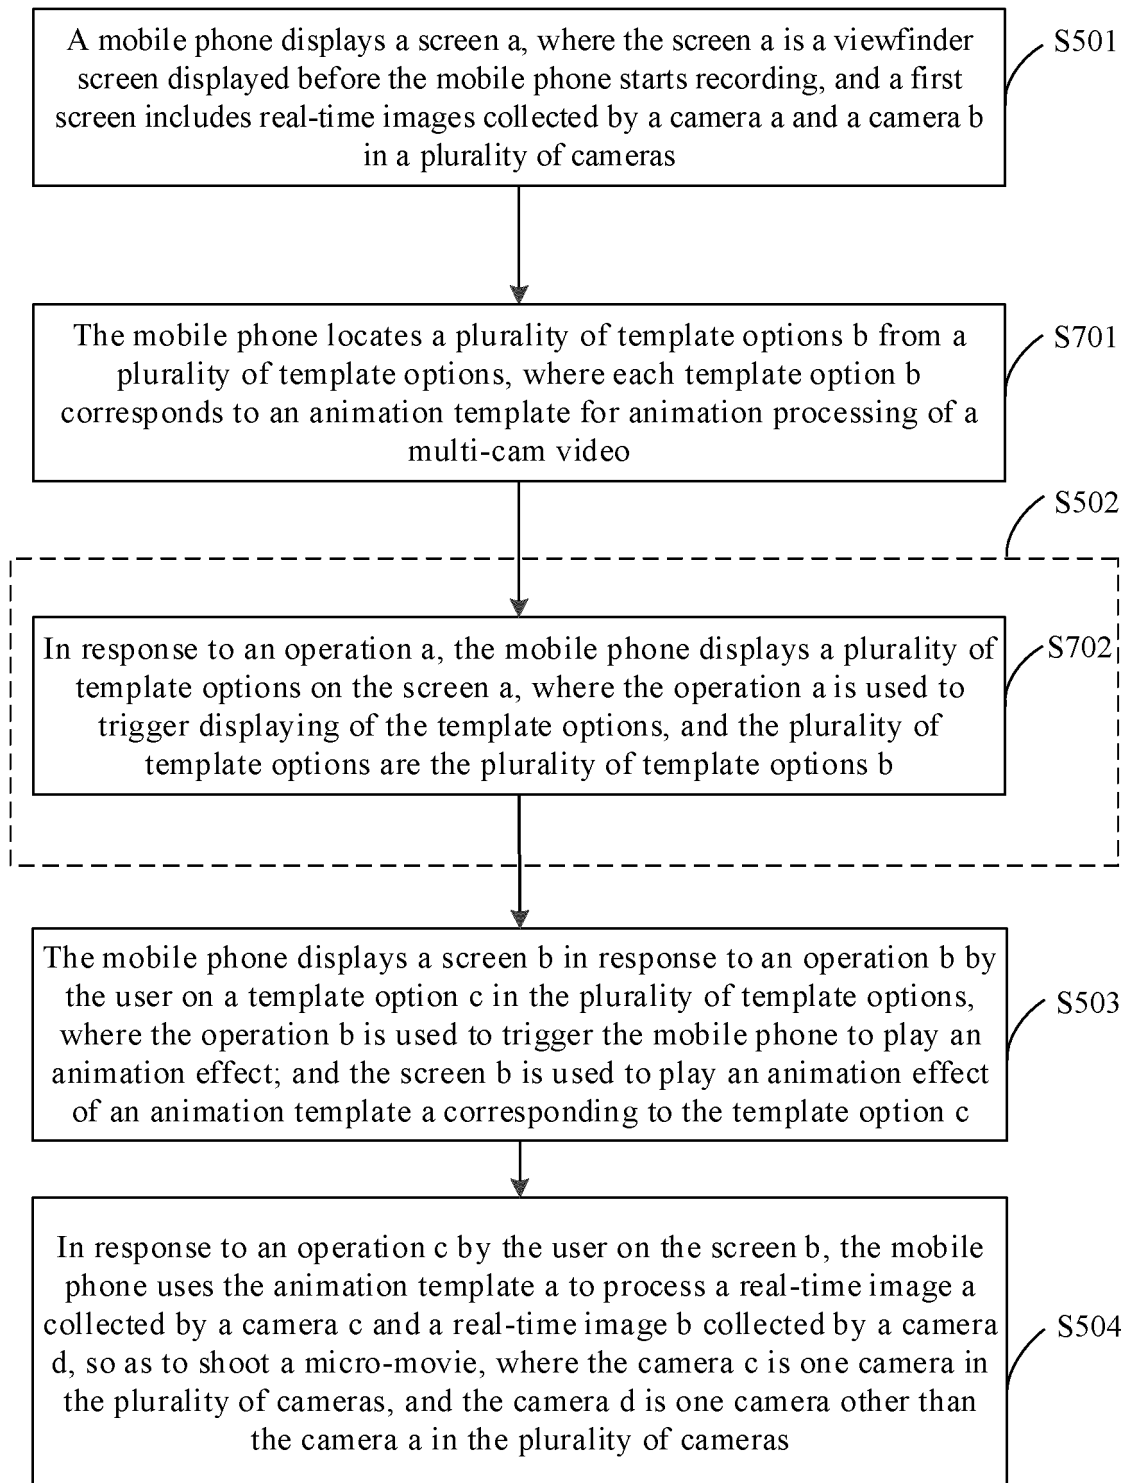 A mobile phone displays a screen a, where the screen a is a viewfinder
screen displayed before the mobile phone starts recording, and a first
screen includes real-time images collected by a camera a and a camera b
in a plurality of cameras
S501
The mobile phone locates a plurality of template options b from a
plurality of template options, where each template option b
corresponds to an animation template for animation processing of a
multi-cam video
S701
S502
In response to an operation a, the mobile phone displays a plurality of
template options on the screen a, where the operation a is used to
trigger displaying of the template options, and the plurality of
template options are the plurality of template options b
S702
The mobile phone displays a screen b in response to an operation b by
the user on a template option c in the plurality of template options,
where the operation b is used to trigger the mobile phone to play an
animation effect; and the screen b is used to play an animation effect
of an animation template a corresponding to the template option c
S503
In response to an operation c by the user on the screen b, the mobile
phone uses the animation template a to process a real-time image a
collected by a camera c and a real-time image b collected by a camera
d, so as to shoot a micro-movie, where the camera c is one camera in
the plurality of cameras, and the camera d is one camera other than
the camera a in the plurality of cameras
S504